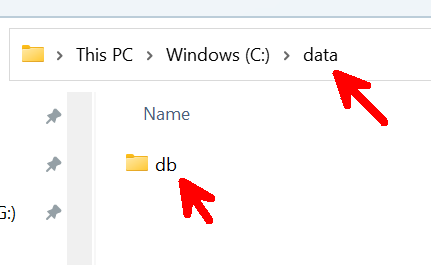 This PC > Windows (C:) > data
Name
db
G:)